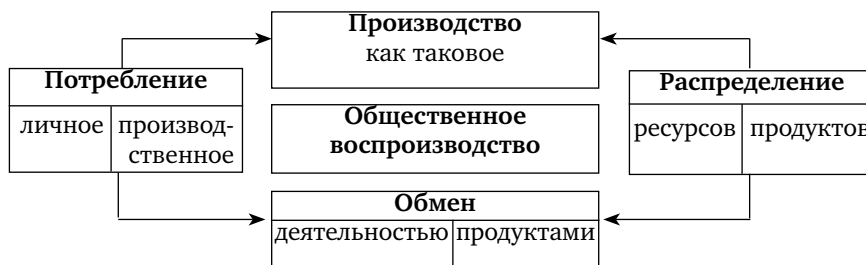 Производство
как таковое
Потребление
личное
производ-
ственное
Общественное
воспроизводство
Распределение
ресурсов
продуктов
Обмен
деятельностью
продуктами